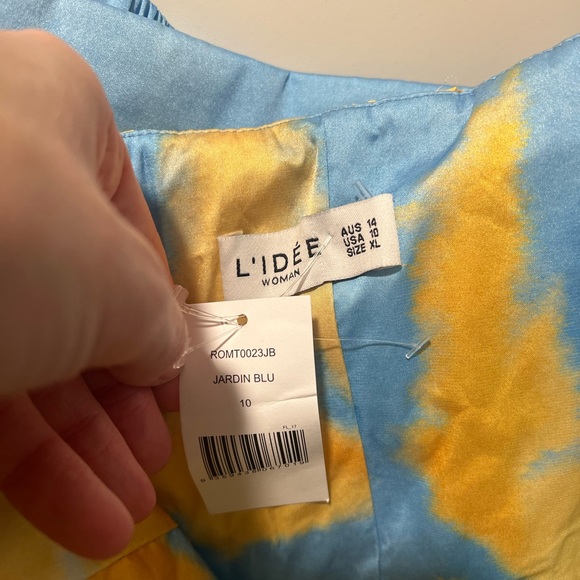 L'IDÉE
WOMAN
AUS 14
USA 10
SIZE XL
ROMT0023JB
JARDIN BLU
10